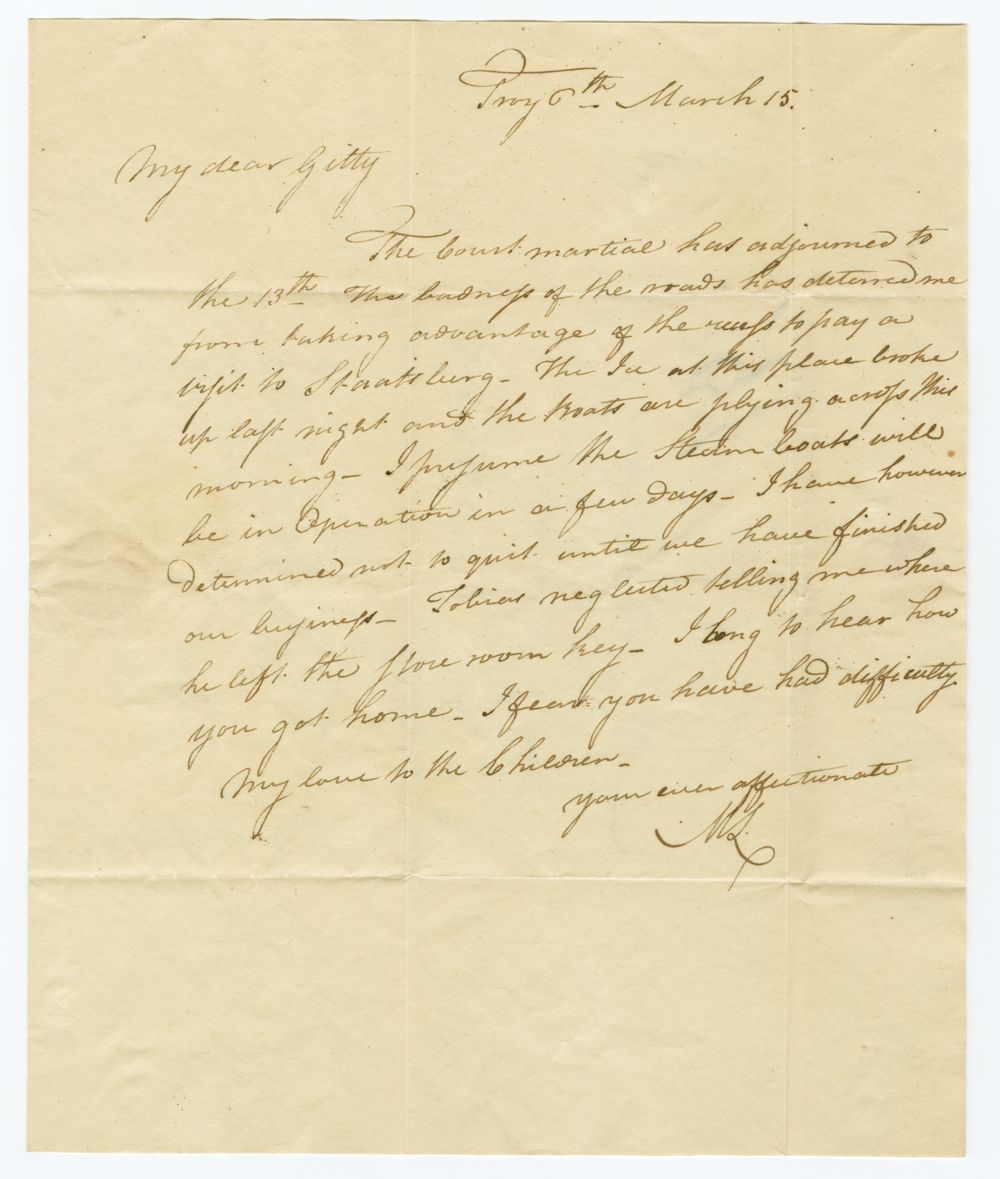 Troy 6th March 15.
My dear Gitty
The Court martial has adjourned to
the 13th The badness of the roads has deterred me
from taking advantage of the recess to pay a
visit to Staatsburg - The Ice at this place broke
up last night and the Boats are plying across this
morning - I presume the Steam boats will
be in Operation in a few days - I have however
determined not to quit until we have finished
our business - Tobias neglected telling me where
he left the Store room key - I long to hear how
you got home - I fear you have had difficulty
My love to the Children -
your ever affectionate
ML